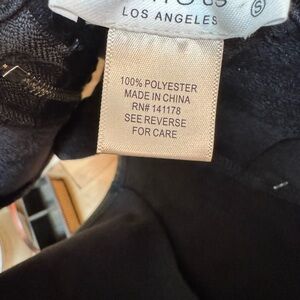 LOS ANGELES
S
100% POLYESTER
MADE IN CHINA
RN# 141178
SEE REVERSE
FOR CARE